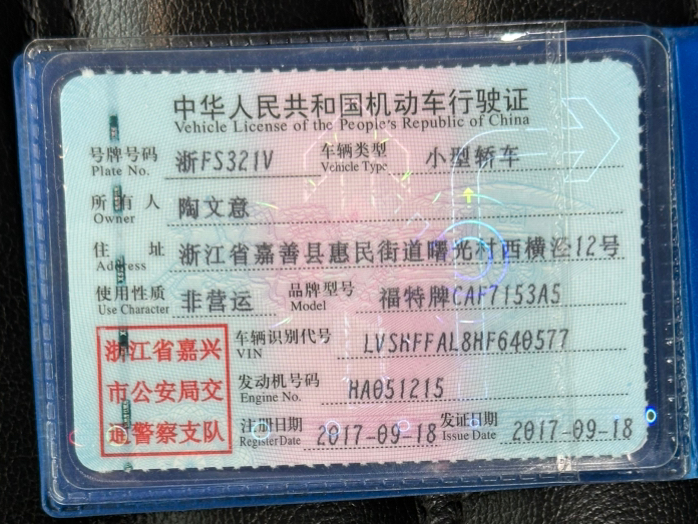 中华人民共和国机动车行驶证
Vehicle License of the People's Republic of China
号牌号码 浙FS321V 车辆类型 小型轿车
Plate No. Vehicle Type
所有人 陶文意
Owner
住址 浙江省嘉善县惠民街道曙光村西横泾12号
Address
使用性质 非营运 品牌型号 福特牌CAF7153A5
Use Character Model
浙江省嘉兴
市公安局交
通警察支队
车辆识别代号 LVSHFFAL8HF640577
VIN
发动机号码 HA051215
Engine No.
注册日期 2017-09-18 发证日期 2017-09-18
Register Date Issue Date